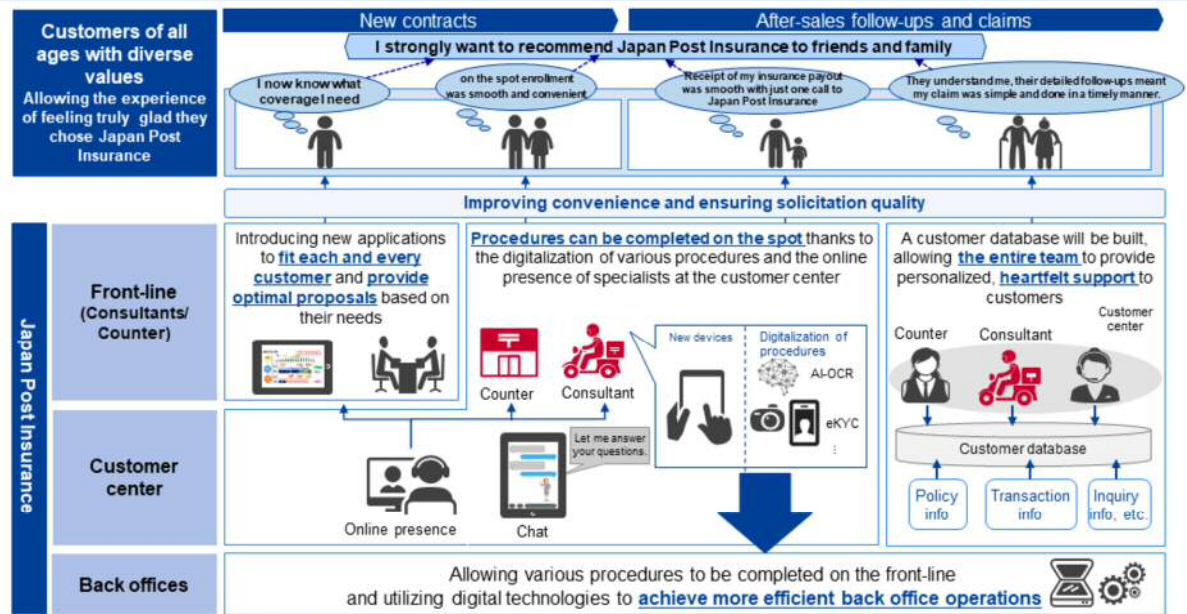 New contracts
After-sales follow-ups and claims
Customers of all
ages with diverse
values
Allowing the experience
of feeling truly glad they
chose Japan Post
Insurance
I strongly want to recommend Japan Post Insurance to friends and family
I now know what
coverageI need
on the spot enrollment
was smooth and convenient
Receipt of my insurance payout
was smooth with just one call to
Japan Post Insurance
They understand me, their detailed follow-ups meant
my claim was simple and done in a timely manner.
Improving convenience and ensuring solicitation quality
Japan Post Insurance
Front-line
(Consultants/
Counter)
Introducing new applications
to fit each and every
customer and provide
optimal proposals based on
their needs
Procedures can be completed on the spot thanks to
the digitalization of various procedures and the online
presence of specialists at the customer center
Counter
Consultant
New devices
Digitalization of
procedures
AI-OCR
eKYC
⋮
A customer database will be built,
allowing the entire team to provide
personalized, heartfelt support to
customers
Counter
Consultant
Customer
center
Customer database
Policy
info
Transaction
info
Inquiry
info, etc.
Customer
center
Online presence
Let me answer
your questions.
Chat
Back offices
Allowing various procedures to be completed on the front-line
and utilizing digital technologies to achieve more efficient back office operations